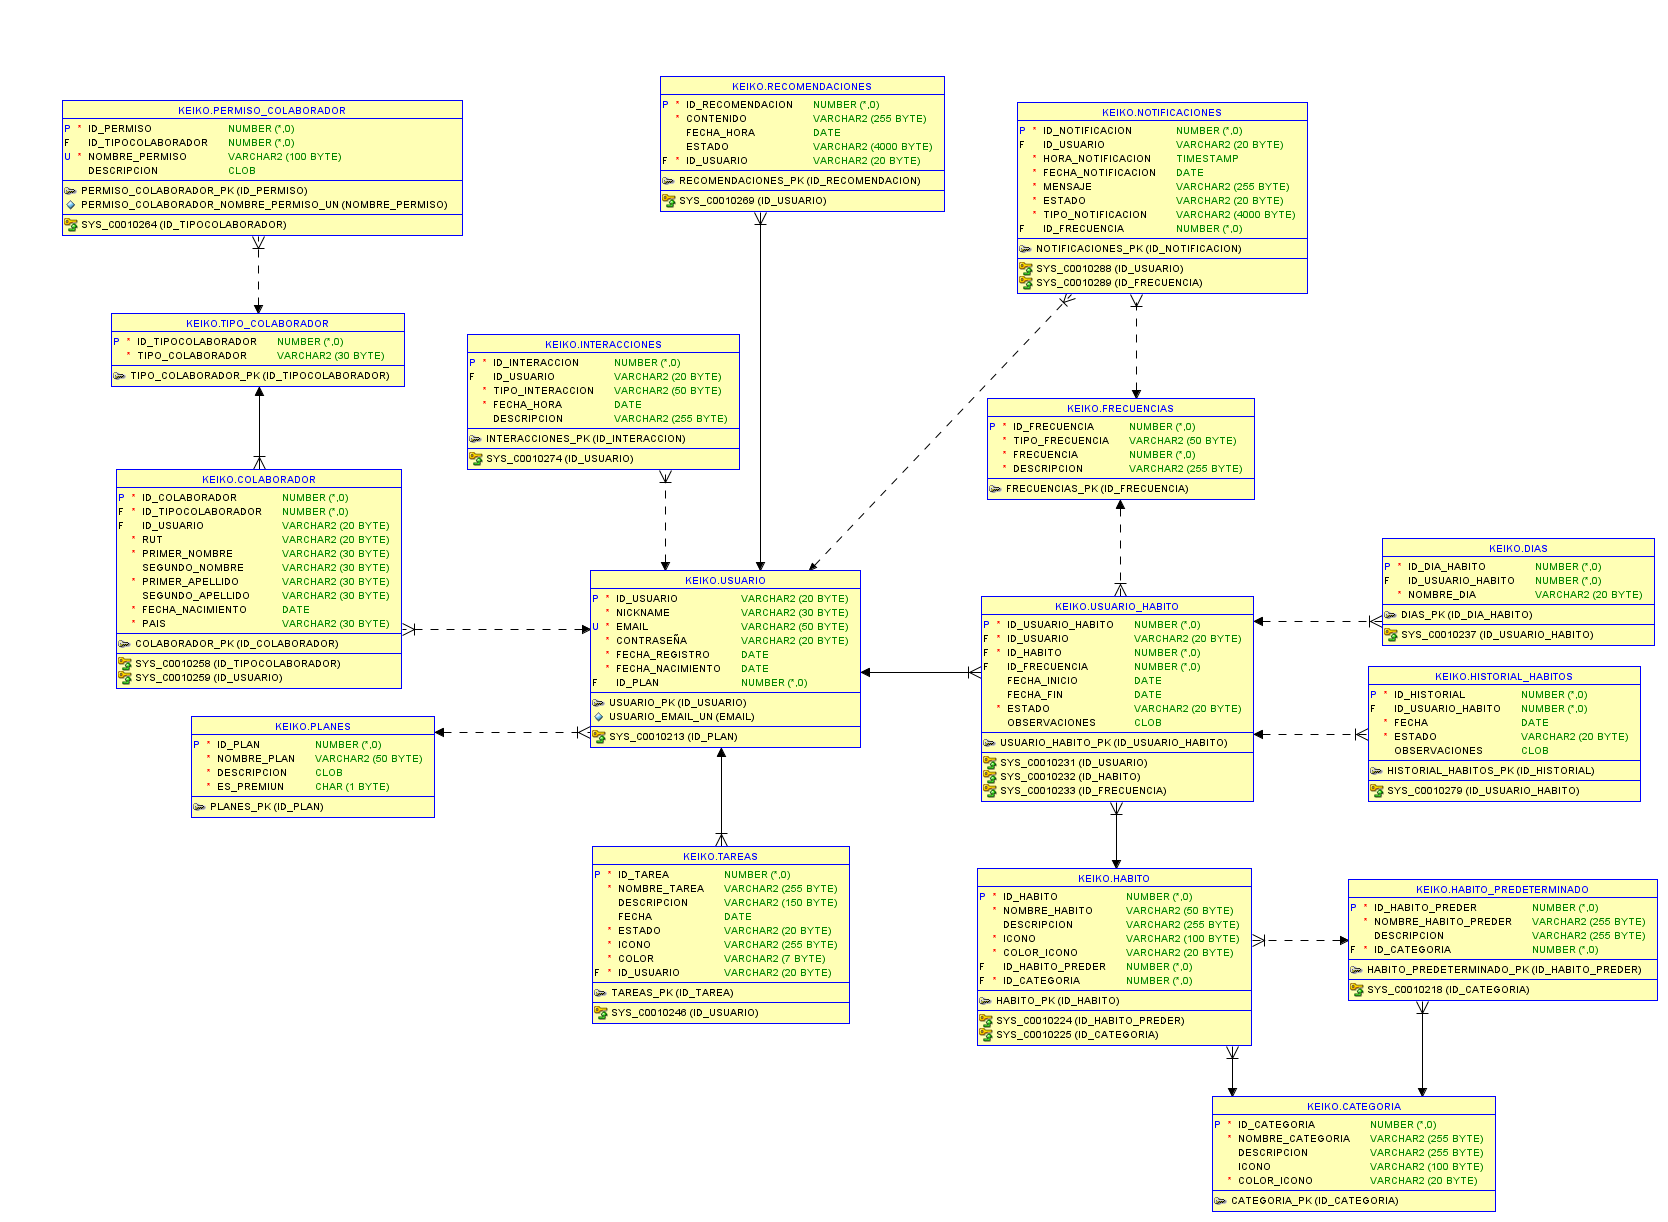 KEIKO.PERMISO_COLABORADOR
P * ID_PERMISO NUMBER (*,0)
F ID_TIPOCOLABORADOR NUMBER (*,0)
U * NOMBRE_PERMISO VARCHAR2 (100 BYTE)
DESCRIPCION CLOB
PERMISO_COLABORADOR_PK (ID_PERMISO)
PERMISO_COLABORADOR_NOMBRE_PERMISO_UN (NOMBRE_PERMISO)
SYS_C0010264 (ID_TIPOCOLABORADOR)
KEIKO.RECOMENDACIONES
P * ID_RECOMENDACION NUMBER (*,0)
* CONTENIDO VARCHAR2 (255 BYTE)
FECHA_HORA DATE
ESTADO VARCHAR2 (4000 BYTE)
F * ID_USUARIO VARCHAR2 (20 BYTE)
RECOMENDACIONES_PK (ID_RECOMENDACION)
SYS_C0010269 (ID_USUARIO)
KEIKO.NOTIFICACIONES
P * ID_NOTIFICACION NUMBER (*,0)
F ID_USUARIO VARCHAR2 (20 BYTE)
* HORA_NOTIFICACION TIMESTAMP
* FECHA_NOTIFICACION DATE
* MENSAJE VARCHAR2 (255 BYTE)
* ESTADO VARCHAR2 (20 BYTE)
* TIPO_NOTIFICACION VARCHAR2 (4000 BYTE)
F ID_FRECUENCIA NUMBER (*,0)
NOTIFICACIONES_PK (ID_NOTIFICACION)
SYS_C0010288 (ID_USUARIO)
SYS_C0010289 (ID_FRECUENCIA)
KEIKO.TIPO_COLABORADOR
P * ID_TIPOCOLABORADOR NUMBER (*,0)
* TIPO_COLABORADOR VARCHAR2 (30 BYTE)
TIPO_COLABORADOR_PK (ID_TIPOCOLABORADOR)
KEIKO.INTERACCIONES
P * ID_INTERACCION NUMBER (*,0)
F ID_USUARIO VARCHAR2 (20 BYTE)
* TIPO_INTERACCION VARCHAR2 (50 BYTE)
* FECHA_HORA DATE
DESCRIPCION VARCHAR2 (255 BYTE)
INTERACCIONES_PK (ID_INTERACCION)
SYS_C0010274 (ID_USUARIO)
KEIKO.FRECUENCIAS
P * ID_FRECUENCIA NUMBER (*,0)
* TIPO_FRECUENCIA VARCHAR2 (50 BYTE)
* FRECUENCIA NUMBER (*,0)
* DESCRIPCION VARCHAR2 (255 BYTE)
FRECUENCIAS_PK (ID_FRECUENCIA)
KEIKO.COLABORADOR
P * ID_COLABORADOR NUMBER (*,0)
F * ID_TIPOCOLABORADOR NUMBER (*,0)
F ID_USUARIO VARCHAR2 (20 BYTE)
* RUT VARCHAR2 (20 BYTE)
* PRIMER_NOMBRE VARCHAR2 (30 BYTE)
SEGUNDO_NOMBRE VARCHAR2 (30 BYTE)
* PRIMER_APELLIDO VARCHAR2 (30 BYTE)
SEGUNDO_APELLIDO VARCHAR2 (30 BYTE)
* FECHA_NACIMIENTO DATE
* PAIS VARCHAR2 (30 BYTE)
COLABORADOR_PK (ID_COLABORADOR)
SYS_C0010258 (ID_TIPOCOLABORADOR)
SYS_C0010259 (ID_USUARIO)
KEIKO.USUARIO
P * ID_USUARIO VARCHAR2 (20 BYTE)
* NICKNAME VARCHAR2 (30 BYTE)
U * EMAIL VARCHAR2 (50 BYTE)
* CONTRASEÑA VARCHAR2 (20 BYTE)
* FECHA_REGISTRO DATE
* FECHA_NACIMIENTO DATE
F ID_PLAN NUMBER (*,0)
USUARIO_PK (ID_USUARIO)
USUARIO_EMAIL_UN (EMAIL)
SYS_C0010213 (ID_PLAN)
KEIKO.DIAS
P * ID_DIA_HABITO NUMBER (*,0)
F ID_USUARIO_HABITO NUMBER (*,0)
* NOMBRE_DIA VARCHAR2 (20 BYTE)
DIAS_PK (ID_DIA_HABITO)
SYS_C0010237 (ID_USUARIO_HABITO)
KEIKO.USUARIO_HABITO
P * ID_USUARIO_HABITO NUMBER (*,0)
F * ID_USUARIO VARCHAR2 (20 BYTE)
F * ID_HABITO NUMBER (*,0)
F ID_FRECUENCIA NUMBER (*,0)
FECHA_INICIO DATE
FECHA_FIN DATE
* ESTADO VARCHAR2 (20 BYTE)
OBSERVACIONES CLOB
USUARIO_HABITO_PK (ID_USUARIO_HABITO)
SYS_C0010231 (ID_USUARIO)
SYS_C0010232 (ID_HABITO)
SYS_C0010233 (ID_FRECUENCIA)
KEIKO.HISTORIAL_HABITOS
P * ID_HISTORIAL NUMBER (*,0)
F ID_USUARIO_HABITO NUMBER (*,0)
* FECHA DATE
* ESTADO VARCHAR2 (20 BYTE)
OBSERVACIONES CLOB
HISTORIAL_HABITOS_PK (ID_HISTORIAL)
SYS_C0010279 (ID_USUARIO_HABITO)
KEIKO.PLANES
P * ID_PLAN NUMBER (*,0)
* NOMBRE_PLAN VARCHAR2 (50 BYTE)
* DESCRIPCION CLOB
* ES_PREMIUN CHAR (1 BYTE)
PLANES_PK (ID_PLAN)
KEIKO.TAREAS
P * ID_TAREA NUMBER (*,0)
* NOMBRE_TAREA VARCHAR2 (255 BYTE)
DESCRIPCION VARCHAR2 (150 BYTE)
FECHA DATE
* ESTADO VARCHAR2 (20 BYTE)
* ICONO VARCHAR2 (255 BYTE)
* COLOR VARCHAR2 (7 BYTE)
F * ID_USUARIO VARCHAR2 (20 BYTE)
TAREAS_PK (ID_TAREA)
SYS_C0010246 (ID_USUARIO)
KEIKO.HABITO
P * ID_HABITO NUMBER (*,0)
* NOMBRE_HABITO VARCHAR2 (50 BYTE)
DESCRIPCION VARCHAR2 (255 BYTE)
* ICONO VARCHAR2 (100 BYTE)
* COLOR_ICONO VARCHAR2 (20 BYTE)
F ID_HABITO_PREDER NUMBER (*,0)
F * ID_CATEGORIA NUMBER (*,0)
HABITO_PK (ID_HABITO)
SYS_C0010224 (ID_HABITO_PREDER)
SYS_C0010225 (ID_CATEGORIA)
KEIKO.HABITO_PREDETERMINADO
P * ID_HABITO_PREDER NUMBER (*,0)
* NOMBRE_HABITO_PREDER VARCHAR2 (255 BYTE)
DESCRIPCION VARCHAR2 (255 BYTE)
F * ID_CATEGORIA NUMBER (*,0)
HABITO_PREDETERMINADO_PK (ID_HABITO_PREDER)
SYS_C0010218 (ID_CATEGORIA)
KEIKO.CATEGORIA
P * ID_CATEGORIA NUMBER (*,0)
* NOMBRE_CATEGORIA VARCHAR2 (255 BYTE)
DESCRIPCION VARCHAR2 (255 BYTE)
ICONO VARCHAR2 (100 BYTE)
* COLOR_ICONO VARCHAR2 (20 BYTE)
CATEGORIA_PK (ID_CATEGORIA)